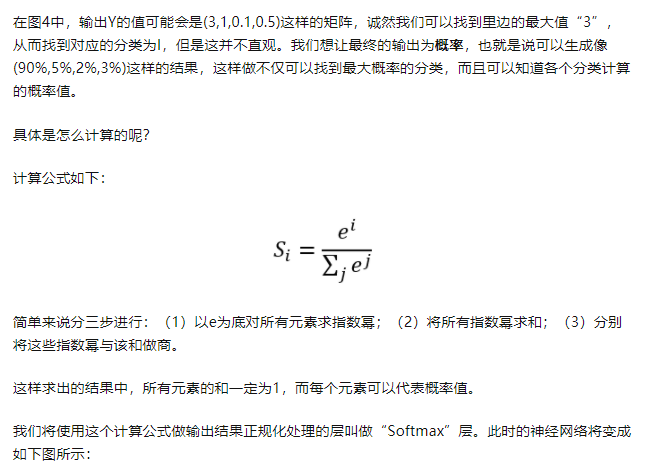 在图4中，输出Y的值可能会是(3,1,0.1,0.5)这样的矩阵，诚然我们可以找到里边的最大值“3”，
从而找到对应的分类为I，但是这并不直观。我们想让最终的输出为概率，也就是说可以生成像
(90%,5%,2%,3%)这样的结果，这样做不仅可以找到最大概率的分类，而且可以知道各个分类计算
的概率值。
具体是怎么计算的呢？
计算公式如下：
S_i = e^i / ∑_j e^j
简单来说分三步进行：（1）以e为底对所有元素求指数幂；（2）将所有指数幂求和；（3）分别
将这些指数幂与该和做商。
这样求出的结果中，所有元素的和一定为1，而每个元素可以代表概率值。
我们将使用这个计算公式做输出结果正规化处理的层叫做“Softmax”层。此时的神经网络将变成
如下图所示：